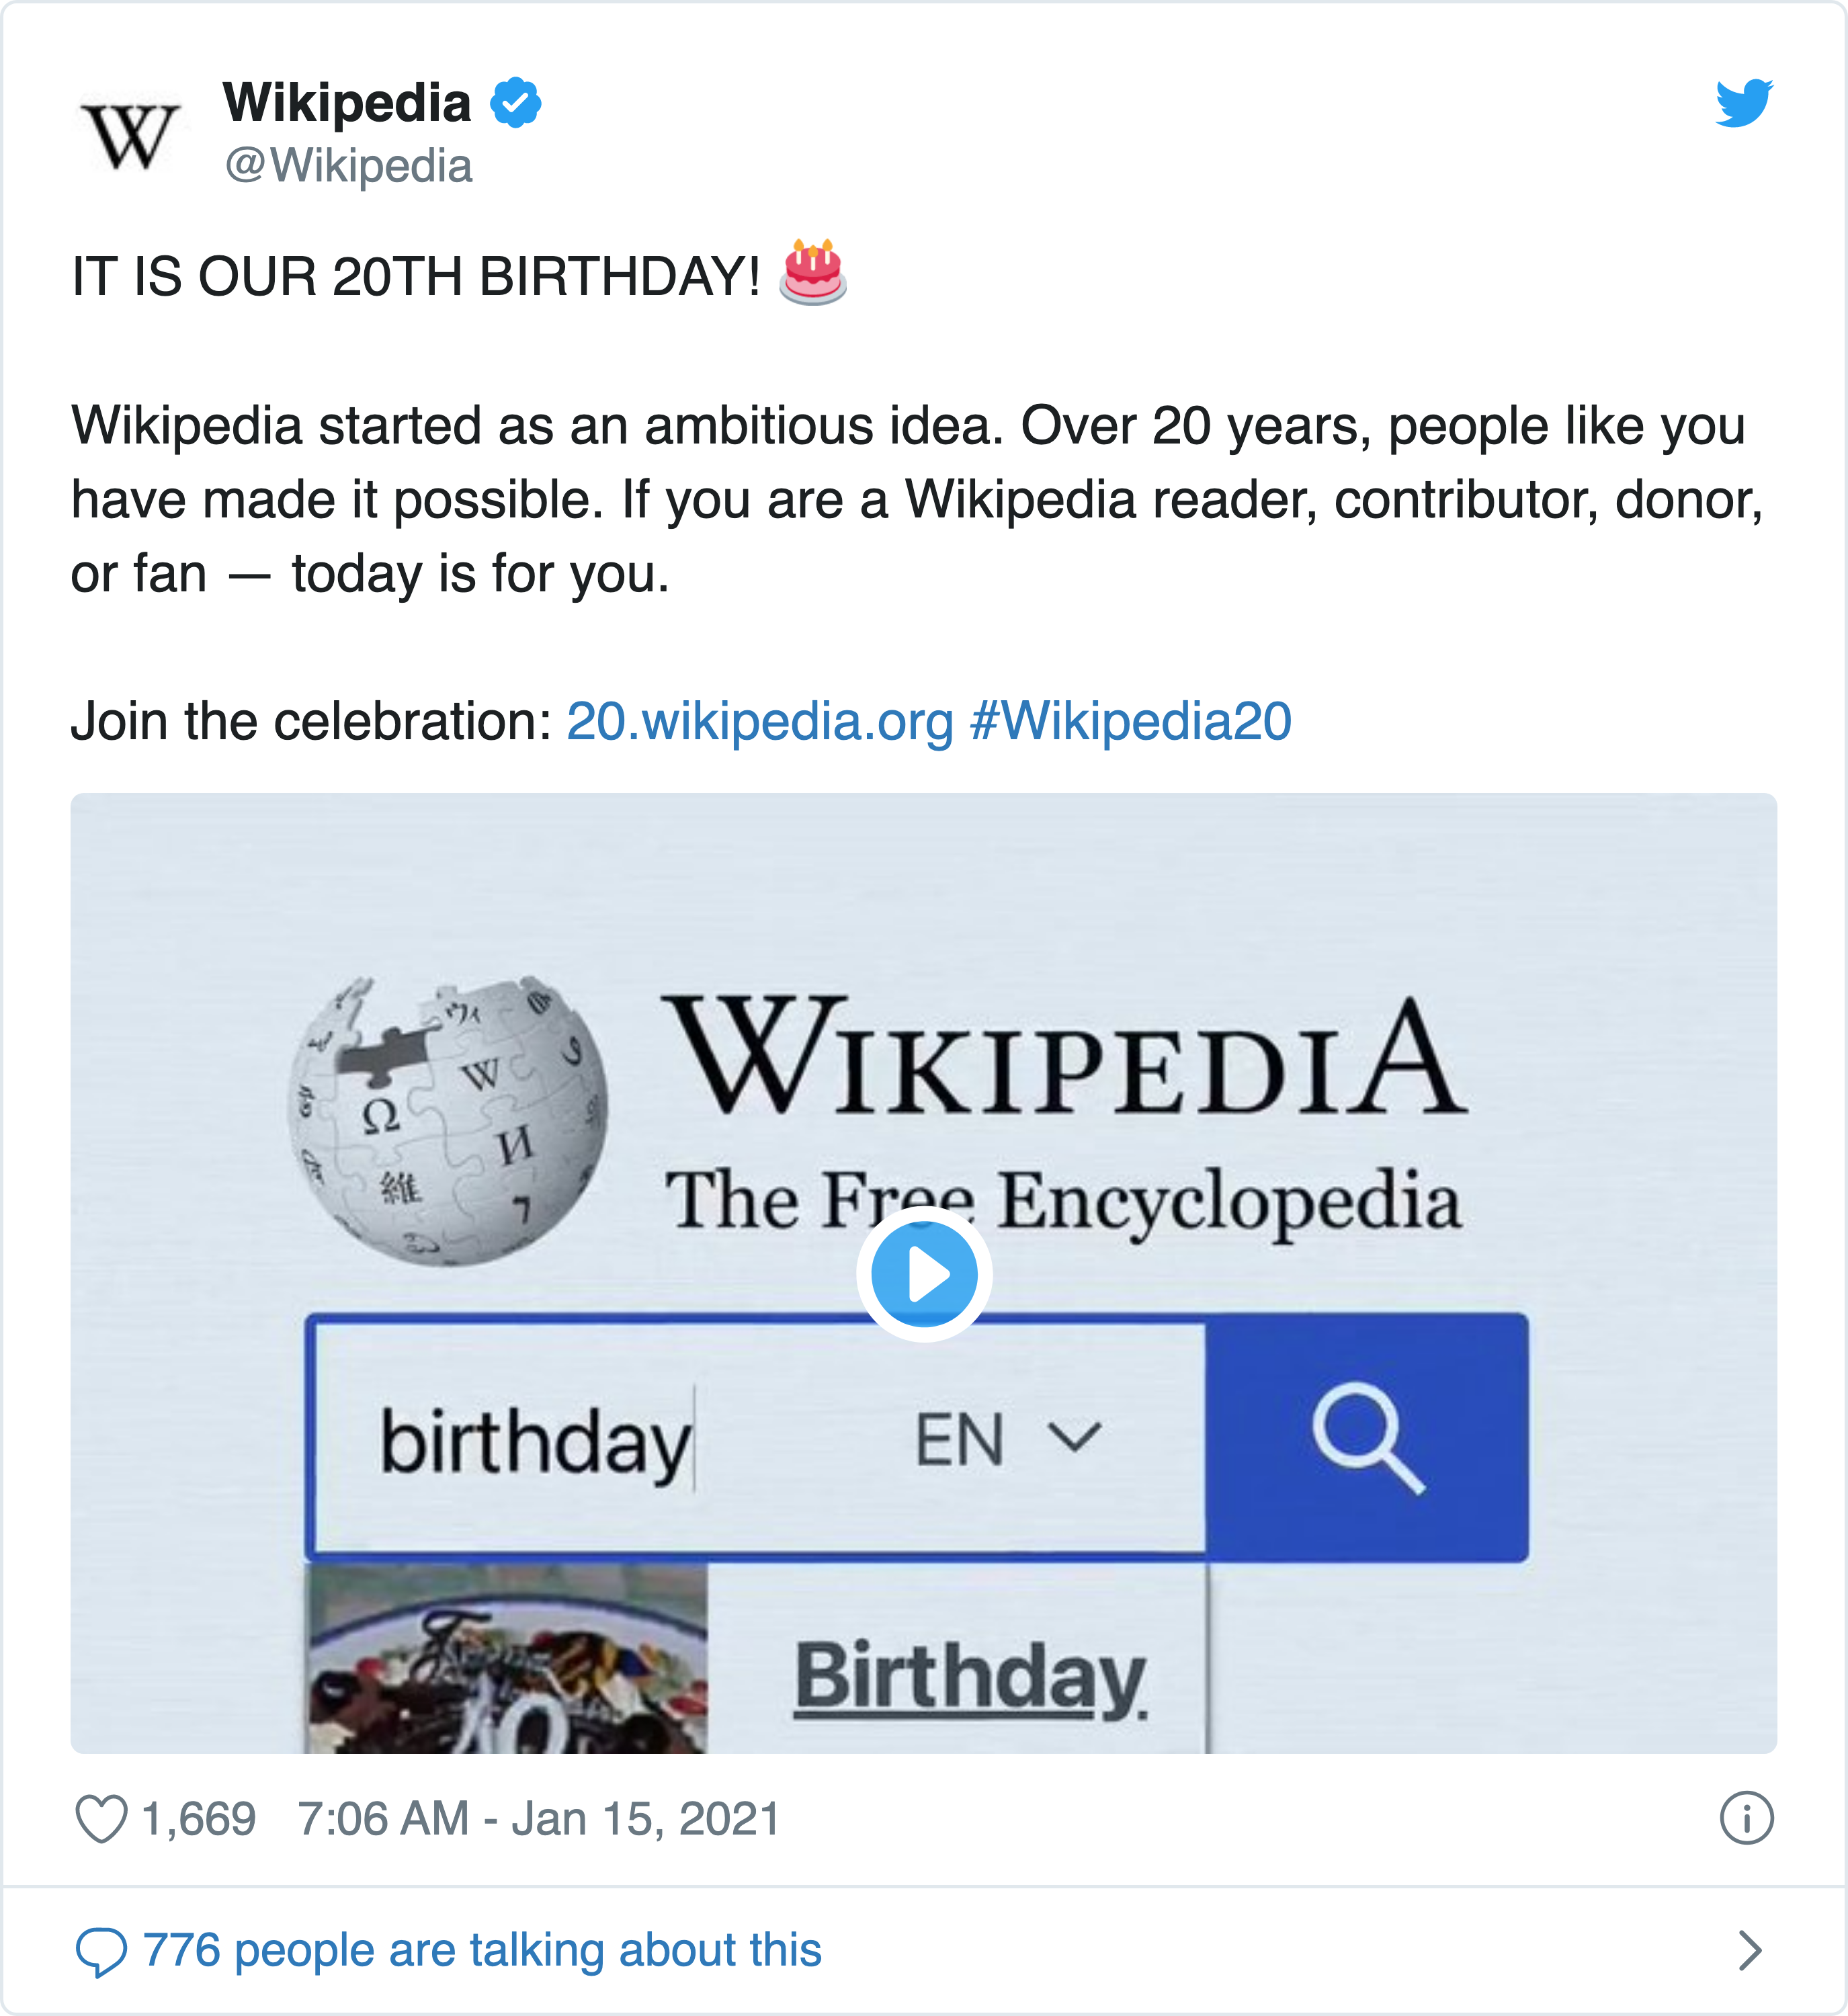 W
Wikipedia
@Wikipedia
IT IS OUR 20TH BIRTHDAY! 🎂
Wikipedia started as an ambitious idea. Over 20 years, people like you
have made it possible. If you are a Wikipedia reader, contributor, donor,
or fan — today is for you.
Join the celebration: 20.wikipedia.org #Wikipedia20
ウィ
W
Ω
И
維
7
WIKIPEDIA
The Free Encyclopedia
birthday
EN
Birthday
1,669 7:06 AM - Jan 15, 2021
776 people are talking about this